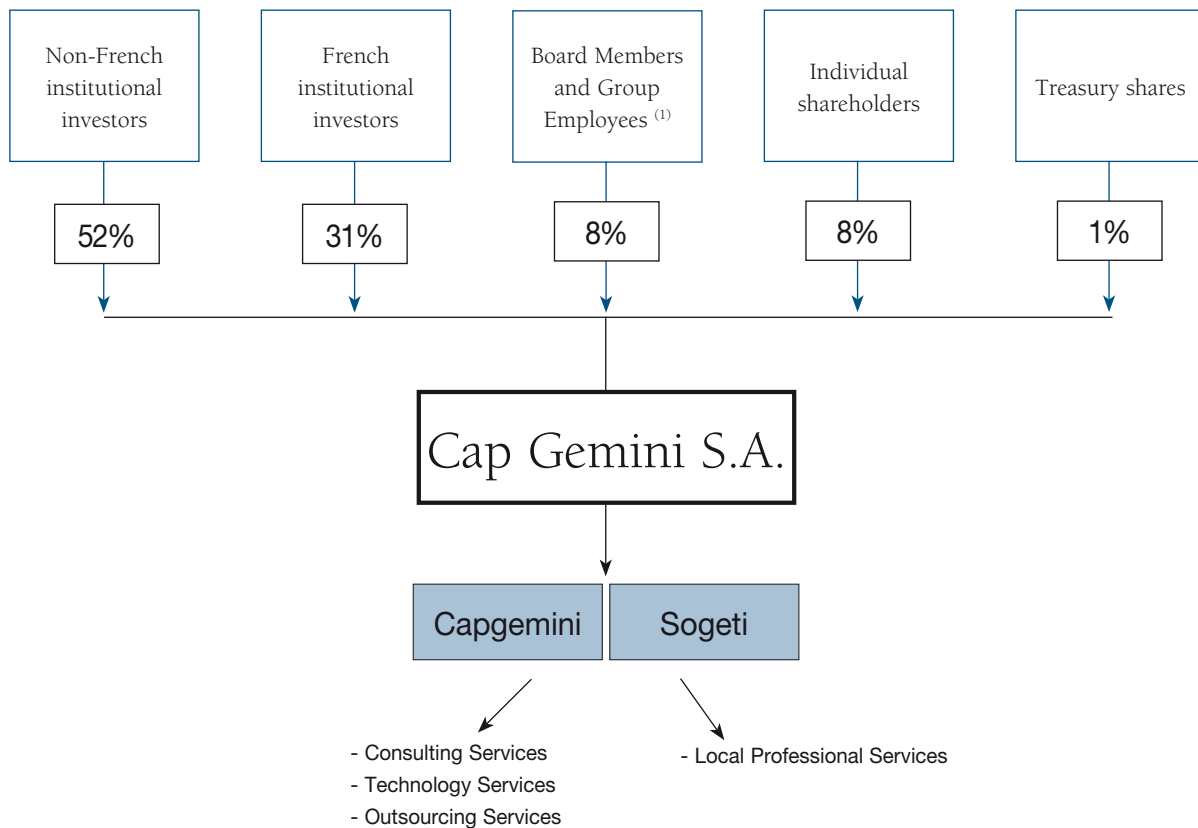 Non-French
institutional
investors
French
institutional
investors
Board Members
and Group
Employees (1)
Individual
shareholders
Treasury shares
52%
31%
8%
8%
1%
Cap Gemini S.A.
Capgemini
Sogeti
- Consulting Services
- Technology Services
- Outsourcing Services
- Local Professional Services